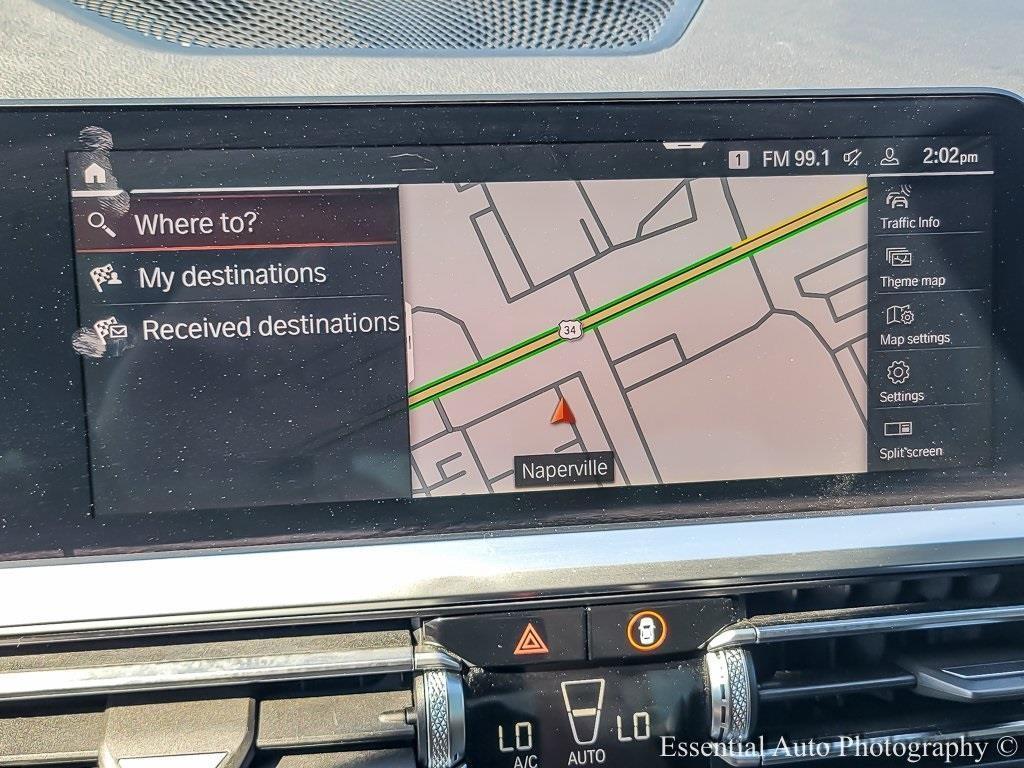 1 FM 99.1 2:02pm
Where to?
My destinations
Received destinations
34
Naperville
Traffic Info
Theme map
Map settings
Settings
Split screen
LO LO
A/C AUTO
Essential Auto Photography ©